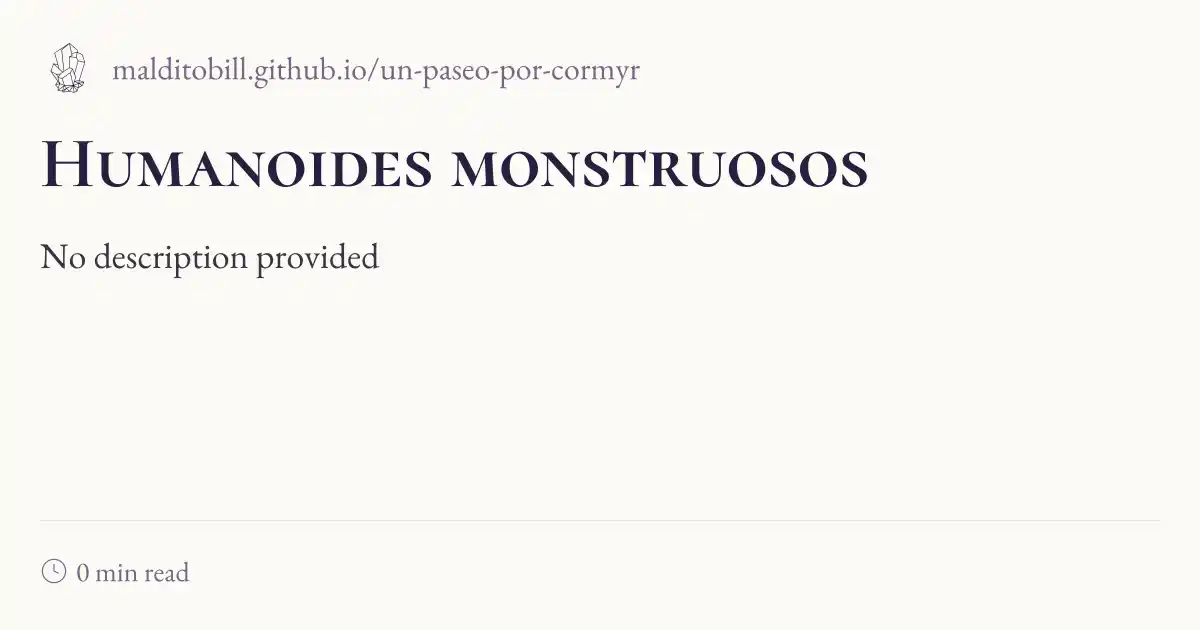 malditobill.github.io/un-paseo-por-cormyr
Humanoides monstruosos
No description provided
0 min read